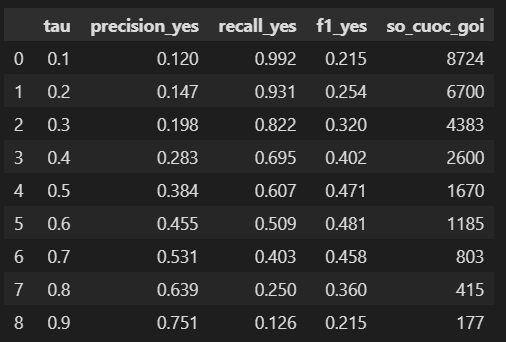 tau precision_yes recall_yes f1_yes so_cuoc_goi
0 0.1 0.120 0.992 0.215 8724
1 0.2 0.147 0.931 0.254 6700
2 0.3 0.198 0.822 0.320 4383
3 0.4 0.283 0.695 0.402 2600
4 0.5 0.384 0.607 0.471 1670
5 0.6 0.455 0.509 0.481 1185
6 0.7 0.531 0.403 0.458 803
7 0.8 0.639 0.250 0.360 415
8 0.9 0.751 0.126 0.215 177